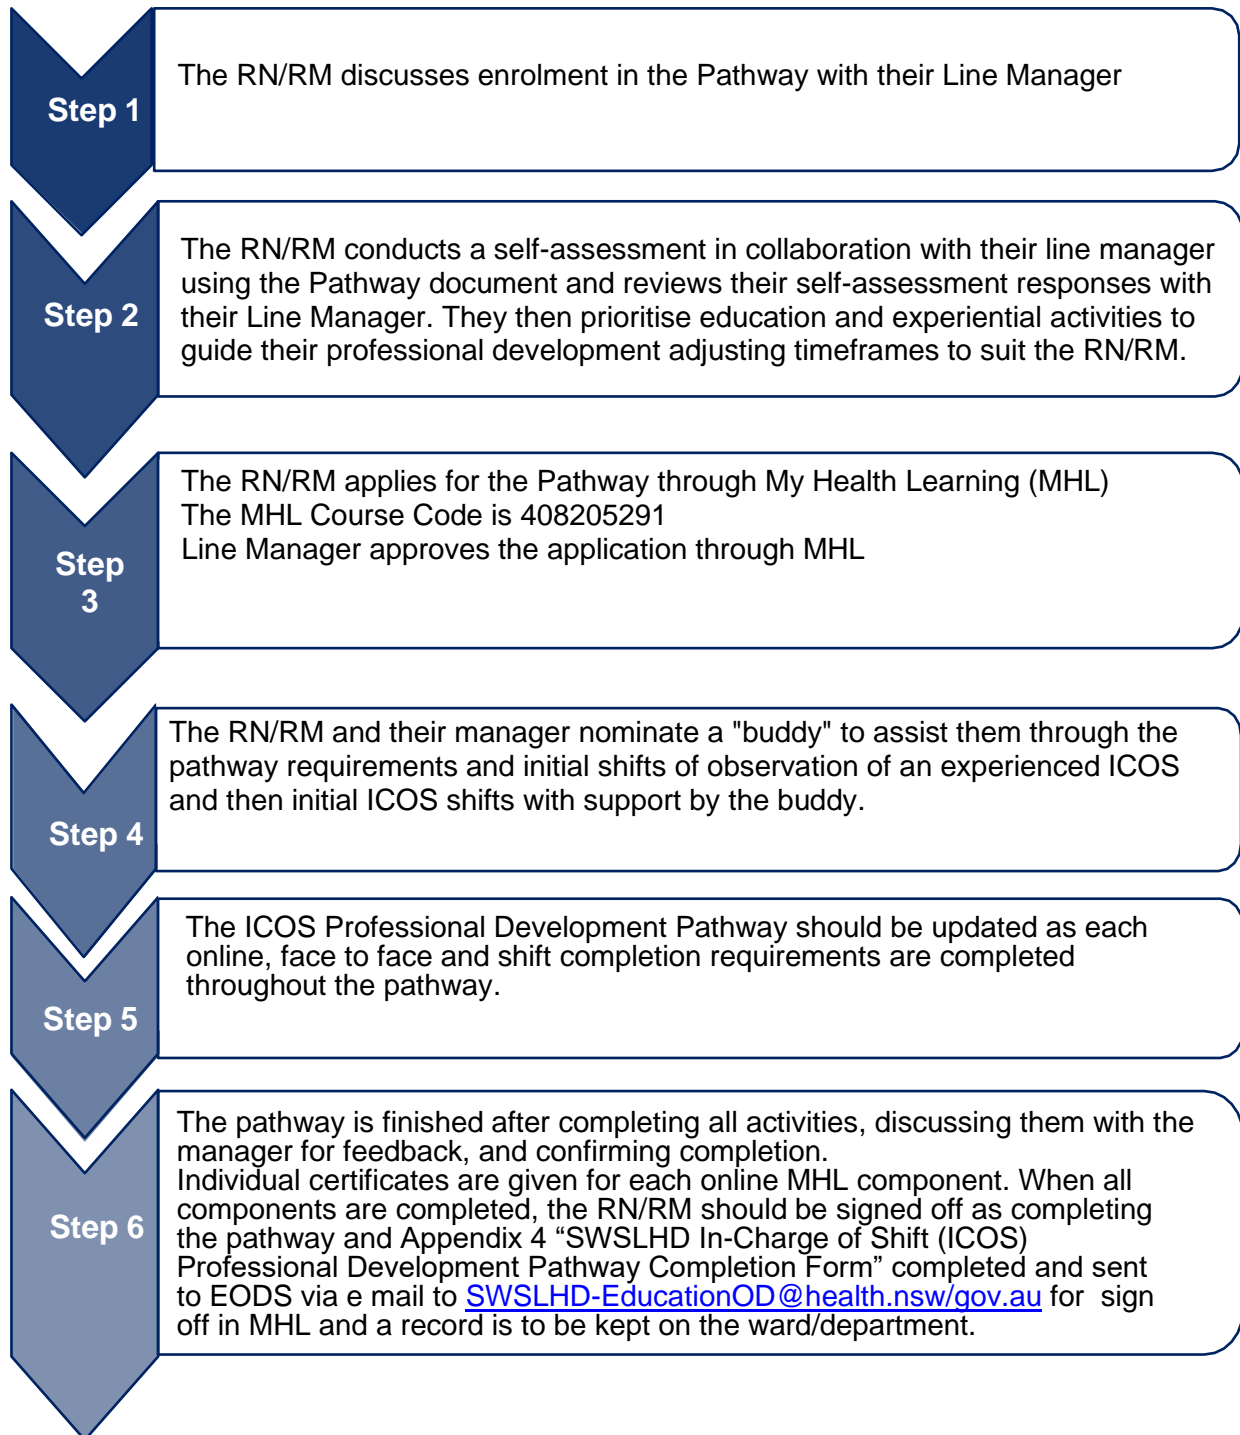 Step 1
The RN/RM discusses enrolment in the Pathway with their Line Manager
Step 2
The RN/RM conducts a self-assessment in collaboration with their line manager
using the Pathway document and reviews their self-assessment responses with
their Line Manager. They then prioritise education and experiential activities to
guide their professional development adjusting timeframes to suit the RN/RM.
Step
3
The RN/RM applies for the Pathway through My Health Learning (MHL)
The MHL Course Code is 408205291
Line Manager approves the application through MHL
Step 4
The RN/RM and their manager nominate a "buddy" to assist them through the
pathway requirements and initial shifts of observation of an experienced ICOS
and then initial ICOS shifts with support by the buddy.
Step 5
The ICOS Professional Development Pathway should be updated as each
online, face to face and shift completion requirements are completed
throughout the pathway.
Step 6
The pathway is finished after completing all activities, discussing them with the
manager for feedback, and confirming completion.
Individual certificates are given for each online MHL component. When all
components are completed, the RN/RM should be signed off as completing
the pathway and Appendix 4 “SWSLHD In-Charge of Shift (ICOS)
Professional Development Pathway Completion Form” completed and sent
to EODS via e mail to SWSLHD-EducationOD@health.nsw/gov.au for sign
off in MHL and a record is to be kept on the ward/department.